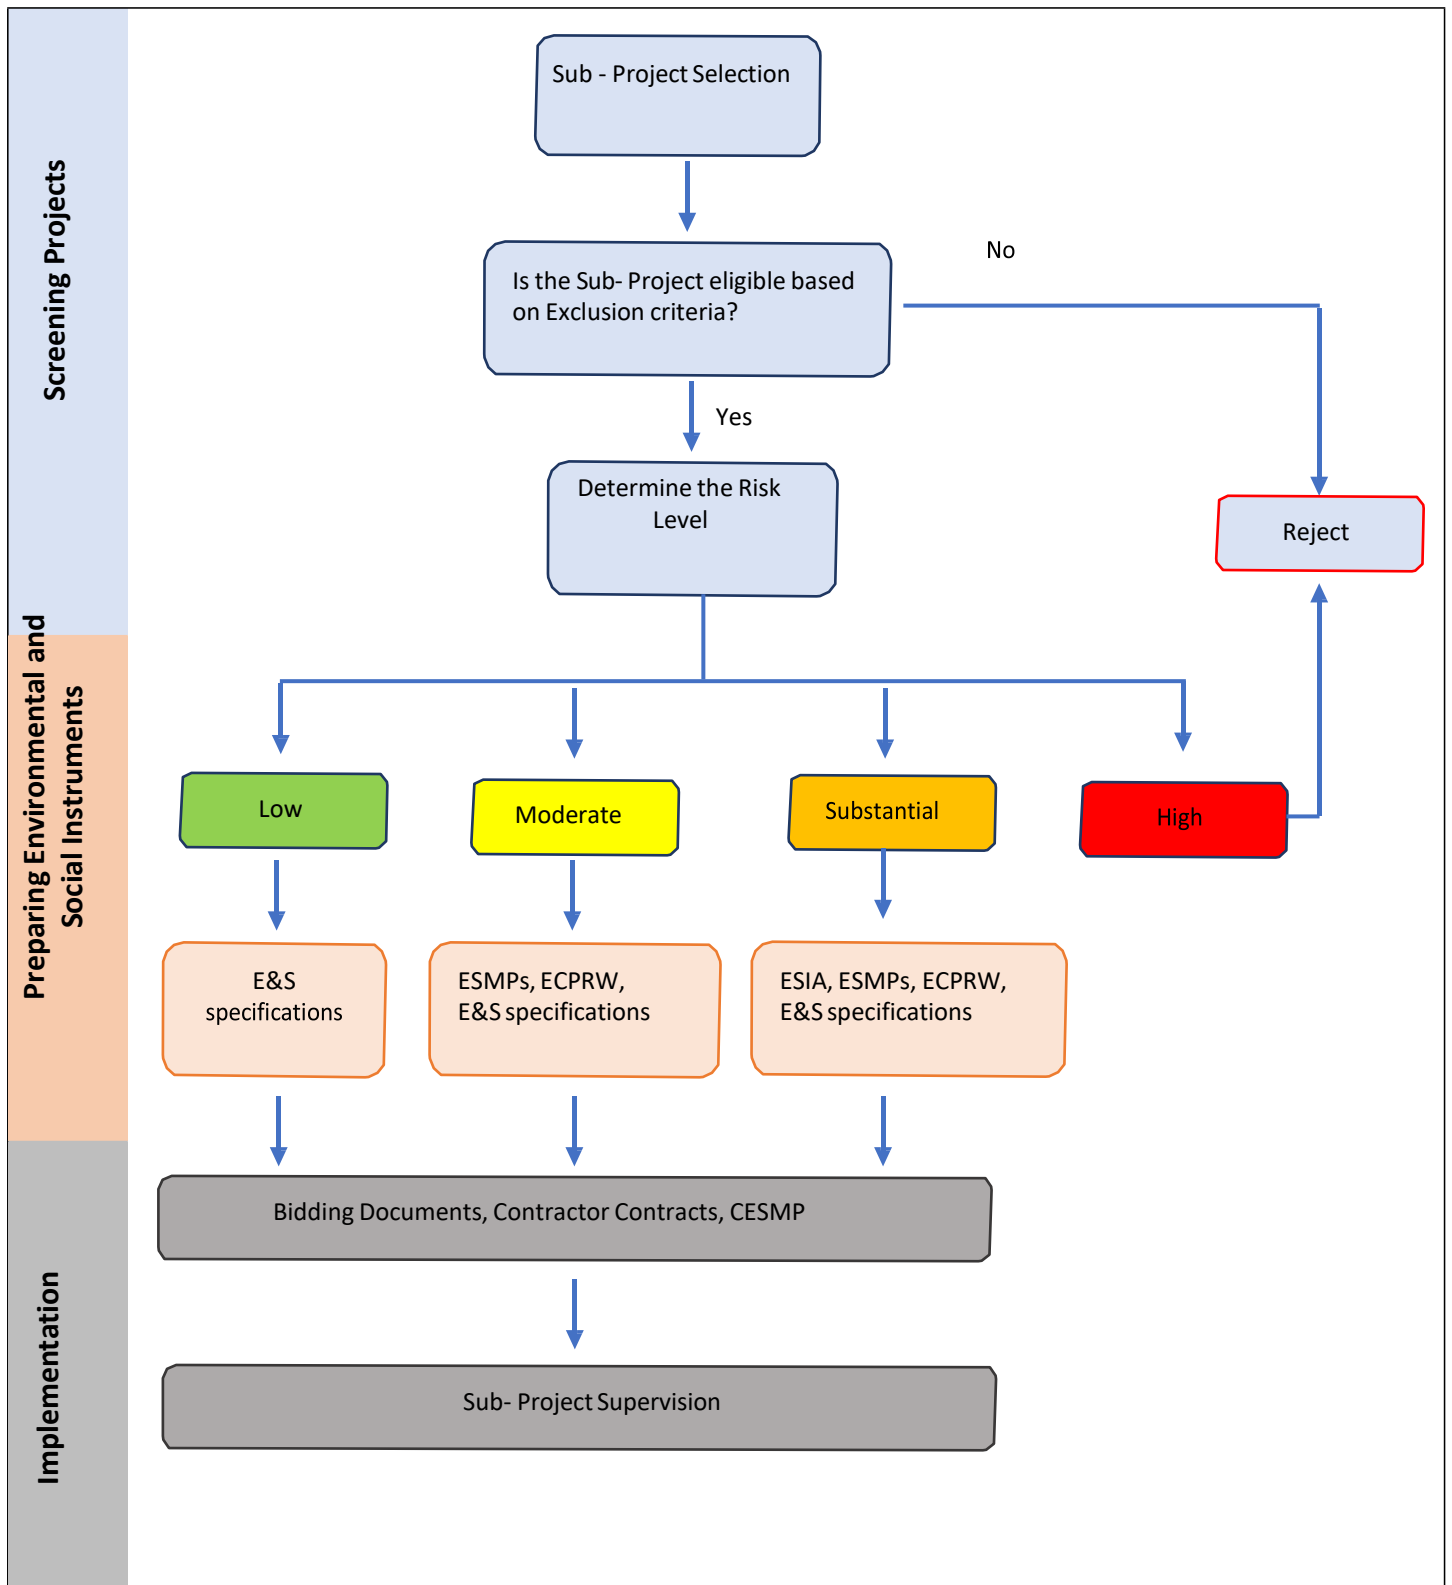 Screening Projects
Sub - Project Selection
Is the Sub- Project eligible based
on Exclusion criteria?
No
Yes
Determine the Risk
Level
Reject
Preparing Environmental and
Social Instruments
Low
Moderate
Substantial
High
E&S
specifications
ESMPs, ECPRW,
E&S specifications
ESIA, ESMPs, ECPRW,
E&S specifications
Implementation
Bidding Documents, Contractor Contracts, CESMP
Sub- Project Supervision